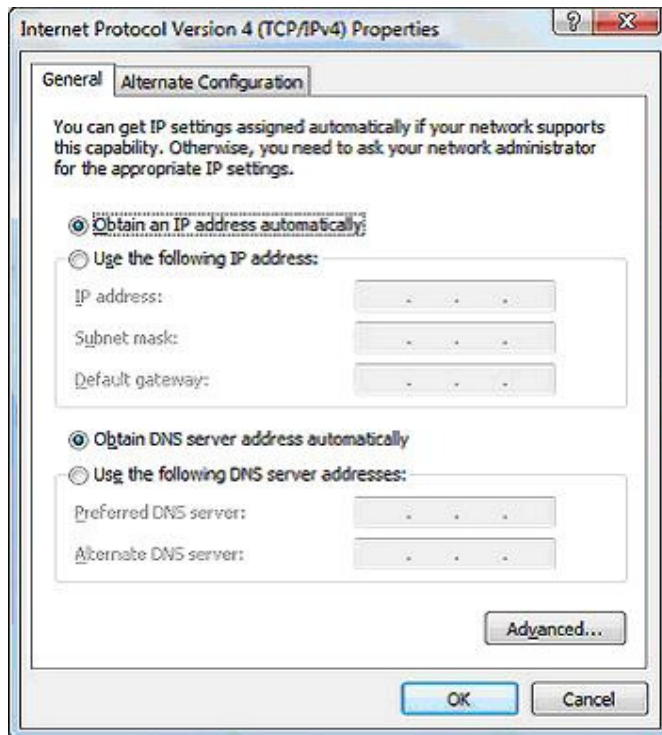 Internet Protocol Version 4 (TCP/IPv4) Properties
General
Alternate Configuration
You can get IP settings assigned automatically if your network supports
this capability. Otherwise, you need to ask your network administrator
for the appropriate IP settings.
Obtain an IP address automatically
Use the following IP address:
IP address:
Subnet mask:
Default gateway:
Obtain DNS server address automatically
Use the following DNS server addresses:
Preferred DNS server:
Alternate DNS server:
Advanced...
OK
Cancel